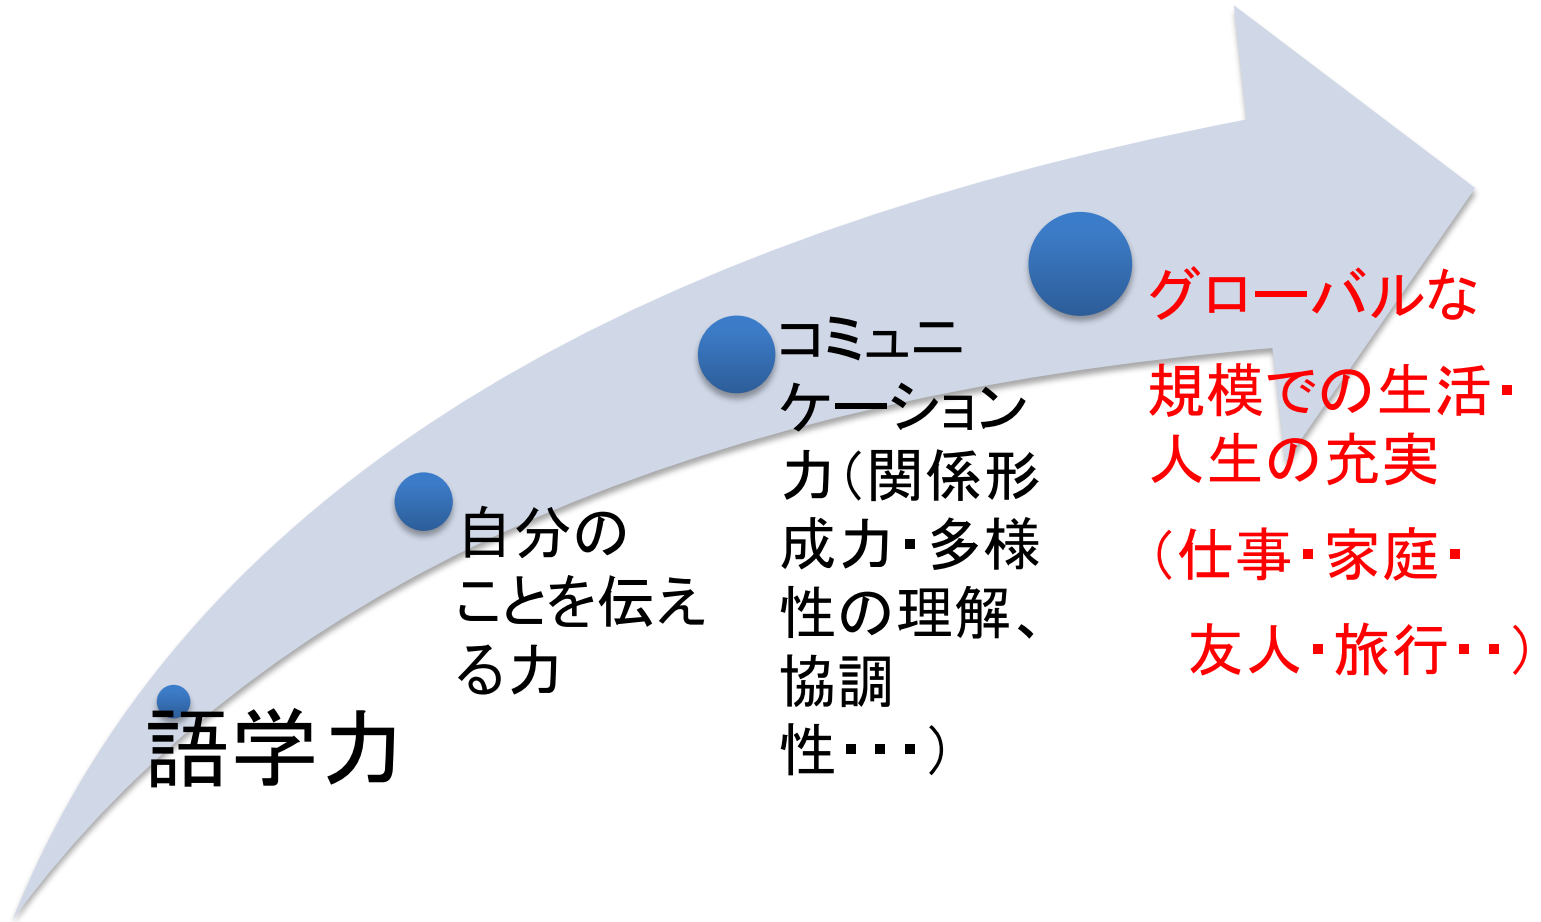 語学力
自分の
ことを伝え
る力
コミュニ
ケーション
力（関係形
成力・多様
性の理解、
協調
性・・・）
グローバルな
規模での生活・
人生の充実
（仕事・家庭・
友人・旅行・・）